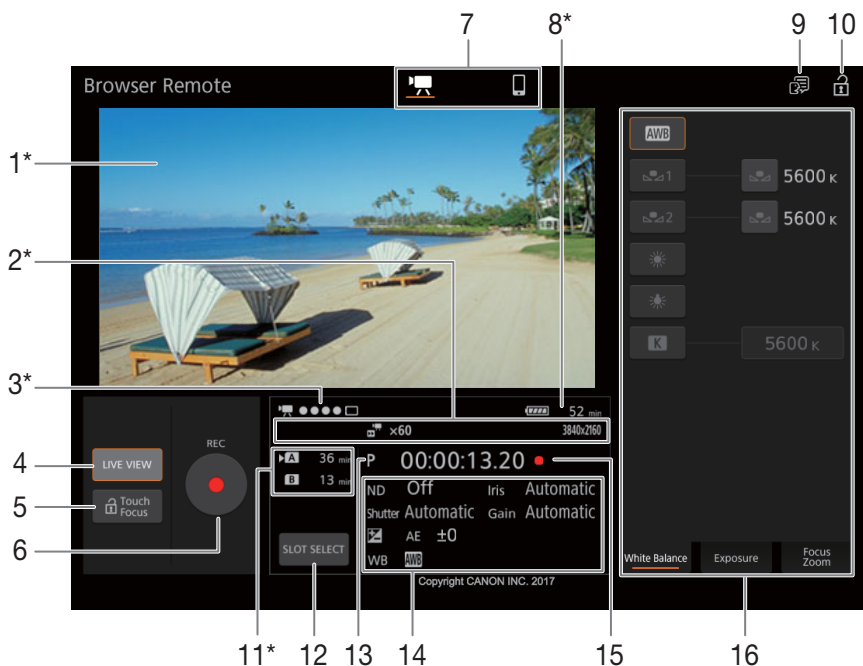 7 8* 9 10
Browser Remote
1*
AWB
1 5600 K
2 5600 K
2*
K 5600 K
3*
52 min
×60 3840x2160
REC
4 LIVE VIEW
A 36 min P 00:00:13.20
B 13 min
5 Touch Focus
ND Off Iris Automatic
Shutter Automatic Gain Automatic
6
AE ±0
SLOT SELECT
WB AWB
White Balance Exposure Focus Zoom
Copyright CANON INC. 2017
11* 12 13 14 15 16